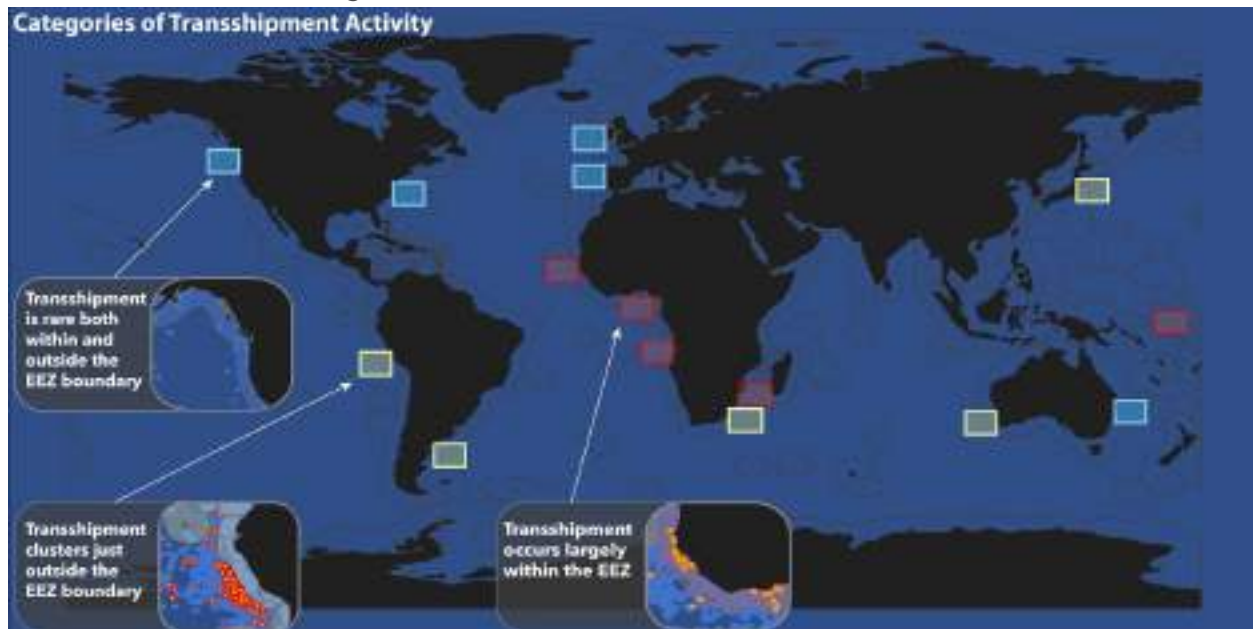 Categories of Transshipment Activity
Transshipment
is rare both
within and
outside the
EEZ boundary
Transshipment
clusters just
outside the
EEZ boundary
Transshipment
occurs largely
within the EEZ